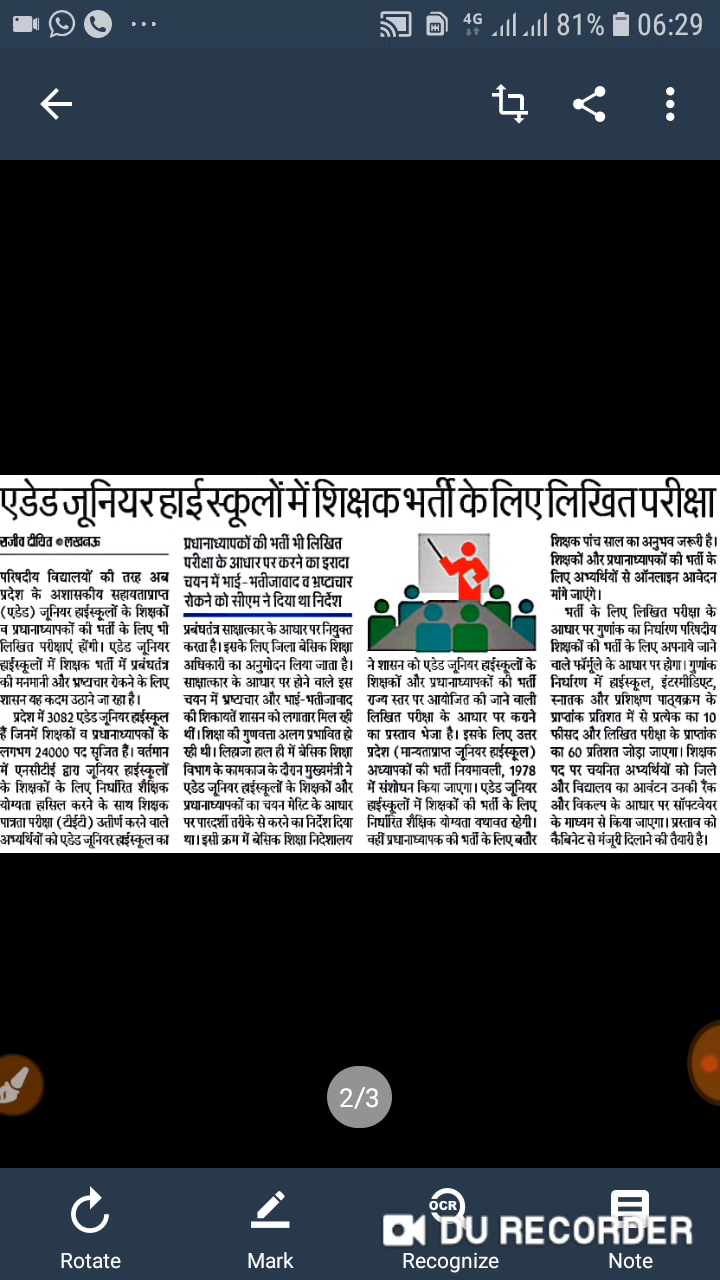 4G 81% 06:29
एडेड जूनियर हाईस्कूलों में शिक्षक भर्ती के लिए लिखित परीक्षा
राजीव दीक्षित लखनऊ
परिषदीय विद्यालयों की तरह अब
प्रदेश के अशासकीय सहायताप्राप्त
(एडेड) जूनियर हाईस्कूलों के शिक्षकों
व प्रधानाध्यापकों की भर्ती के लिए भी
लिखित परीक्षाएं होंगी। एडेड जूनियर
हाईस्कूलों में शिक्षक भर्ती में प्रबंधतंत्र
की मनमानी और भ्रष्टाचार रोकने के लिए
शासन यह कदम उठाने जा रहा है।
प्रदेश में 3082 एडेड जूनियर हाईस्कूल
हैं जिनमें शिक्षकों व प्रधानाध्यापकों के
लगभग 24000 पद सृजित हैं। वर्तमान
में एनसीटीई द्वारा जूनियर हाईस्कूलों
के शिक्षकों के लिए निर्धारित शैक्षिक
योग्यता हासिल करने के साथ शिक्षक
पात्रता परीक्षा (टीईटी) उत्तीर्ण करने वाले
अभ्यर्थियों को एडेड जूनियर हाईस्कूल का
प्रधानाध्यापकों की भर्ती भी लिखित
परीक्षा के आधार पर करने का इरादा
चयन में भाई-भतीजावाद व भ्रष्टाचार
रोकने को सीएम ने दिया था निर्देश
प्रबंधतंत्र साक्षात्कार के आधार पर नियुक्त
करता है। इसके लिए जिला बेसिक शिक्षा
अधिकारी का अनुमोदन लिया जाता है।
साक्षात्कार के आधार पर होने वाले इस
चयन में भ्रष्टाचार और भाई-भतीजावाद
की शिकायतें शासन को लगातार मिल रही
थीं। शिक्षा की गुणवत्ता अलग प्रभावित हो
रही थी। लिहाजा हाल ही में बेसिक शिक्षा
विभाग के कामकाज के दौरान मुख्यमंत्री ने
एडेड जूनियर हाईस्कूलों के शिक्षकों और
प्रधानाध्यापकों का चयन मेरिट के आधार
पर पारदर्शी तरीके से करने का निर्देश दिया
था। इसी क्रम में बेसिक शिक्षा निदेशालय
ने शासन को एडेड जूनियर हाईस्कूलों के
शिक्षकों और प्रधानाध्यापकों की भर्ती
राज्य स्तर पर आयोजित की जाने वाली
लिखित परीक्षा के आधार पर कराने
का प्रस्ताव भेजा है। इसके लिए उत्तर
प्रदेश (मान्यताप्राप्त जूनियर हाईस्कूल)
अध्यापकों की भर्ती नियमावली, 1978
में संशोधन किया जाएगा। एडेड जूनियर
हाईस्कूलों में शिक्षकों की भर्ती के लिए
निर्धारित शैक्षिक योग्यता यथावत रहेगी।
वहीं प्रधानाध्यापक की भर्ती के लिए बतौर
शिक्षक पांच साल का अनुभव जरूरी है।
शिक्षकों और प्रधानाध्यापकों की भर्ती के
लिए अभ्यर्थियों से ऑनलाइन आवेदन
मांगे जाएंगे।
भर्ती के लिए लिखित परीक्षा के
आधार पर गुणांक का निर्धारण परिषदीय
शिक्षकों की भर्ती के लिए अपनाये जाने
वाले फॉर्मूले के आधार पर होगा। गुणांक
निर्धारण में हाईस्कूल, इंटरमीडिएट,
स्नातक और प्रशिक्षण पाठ्यक्रम के
प्राप्तांक प्रतिशत में से प्रत्येक का 10
फीसद और लिखित परीक्षा के प्राप्तांक
का 60 प्रतिशत जोड़ा जाएगा। शिक्षक
पद पर चयनित अभ्यर्थियों को जिले
और विद्यालय का आवंटन उनकी रैंक
और विकल्प के आधार पर सॉफ्टवेयर
के माध्यम से किया जाएगा। प्रस्ताव को
कैबिनेट से मंजूरी दिलाने की तैयारी है।
2/3
OCR
DU RECORDER
Rotate Mark Recognize Note